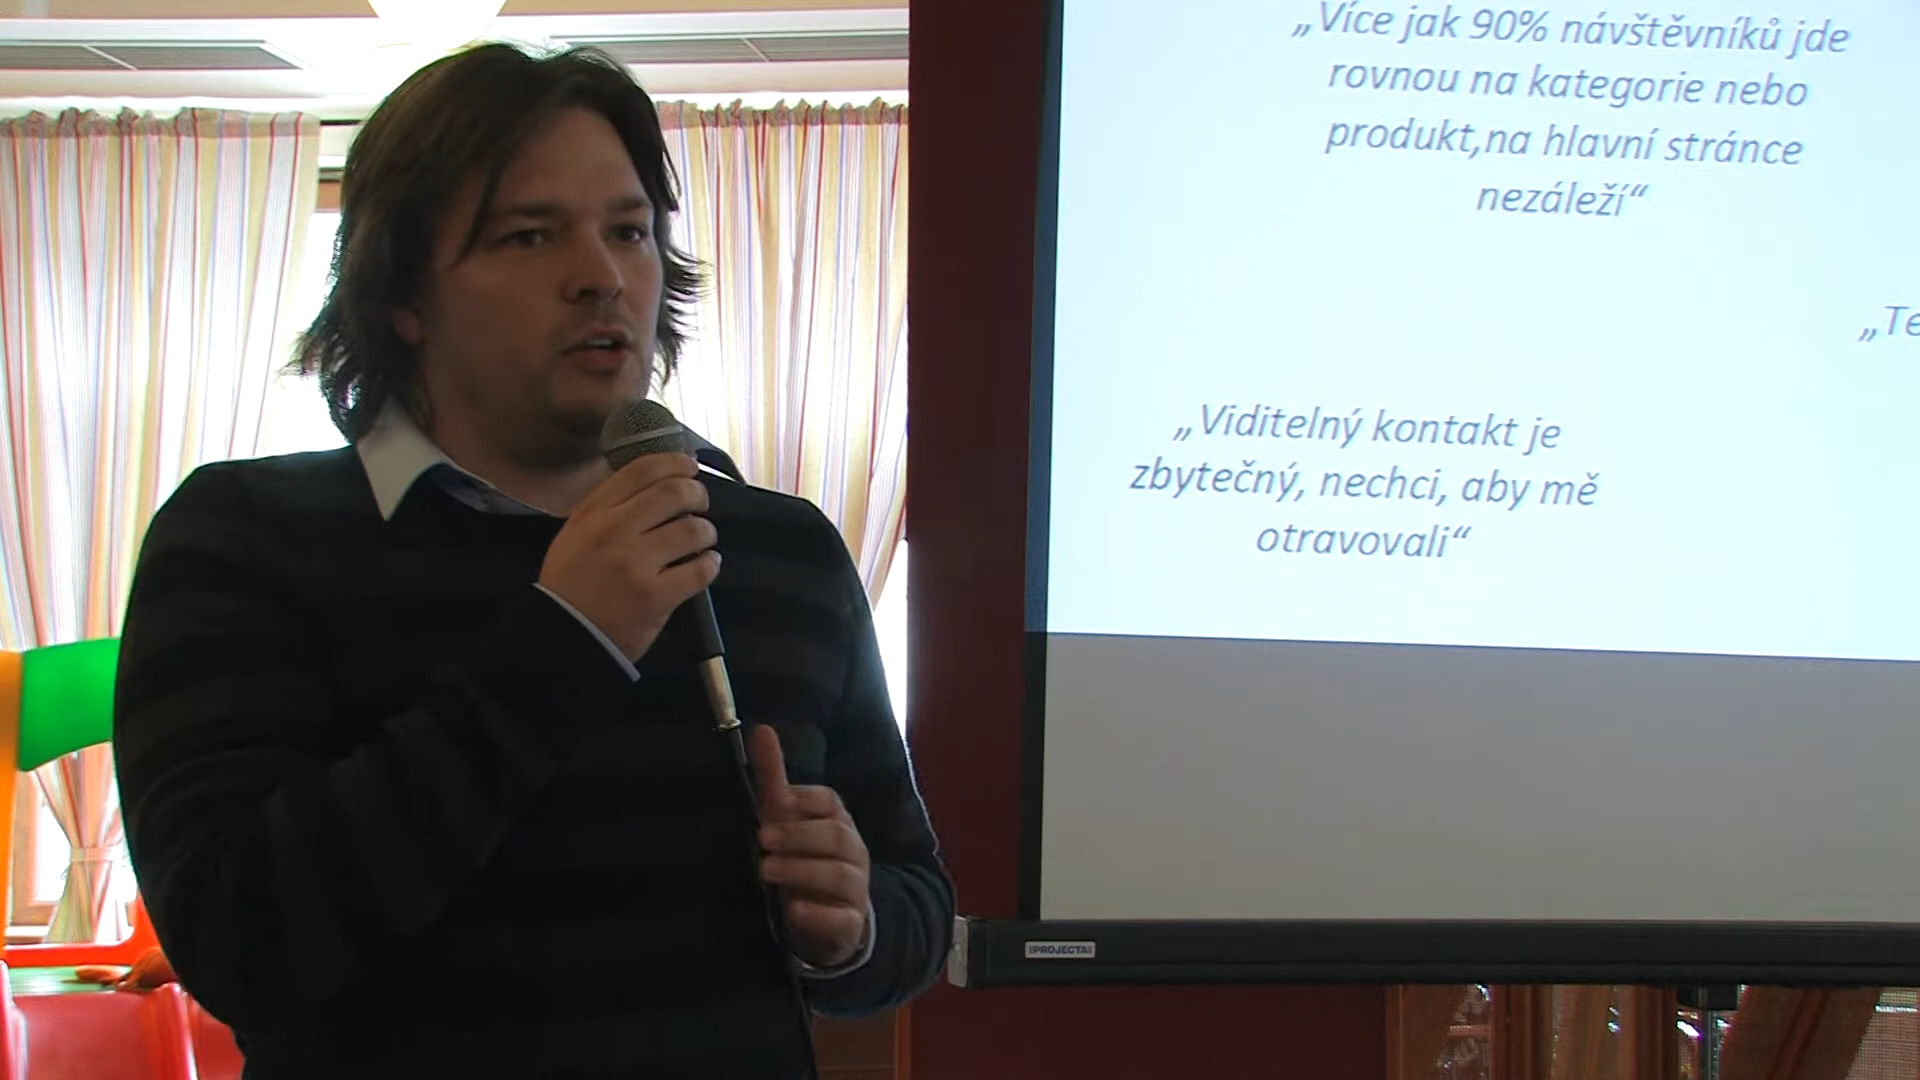 „Více jak 90% návštěvníků jde
rovnou na kategorie nebo
produkt,na hlavní stránce
nezáleží“
„Te
„Viditelný kontakt je
zbytečný, nechci, aby mě
otravovali“
PROJECTA